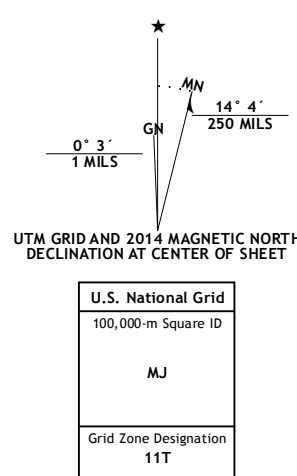 ★
MN
14° 4´
250 MILS
GN
0° 3´
1 MILS
UTM GRID AND 2014 MAGNETIC NORTH
DECLINATION AT CENTER OF SHEET
U.S. National Grid
100,000-m Square ID
MJ
Grid Zone Designation
11T